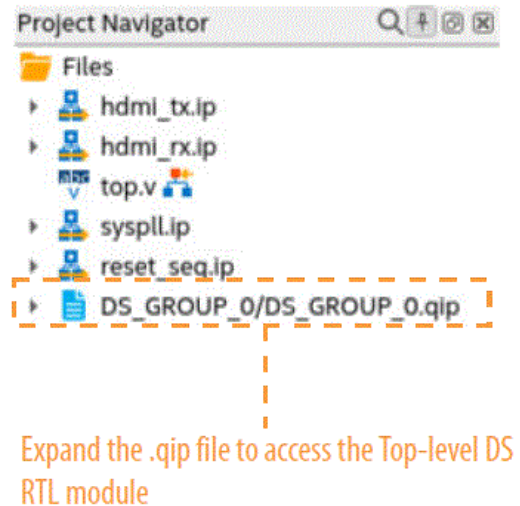 Project Navigator
Files
hdmi_tx.ip
hdmi_rx.ip
top.v
syspll.ip
reset_seq.ip
DS_GROUP_0/DS_GROUP_0.qip
Expand the .qip file to access the Top-level DS
RTL module